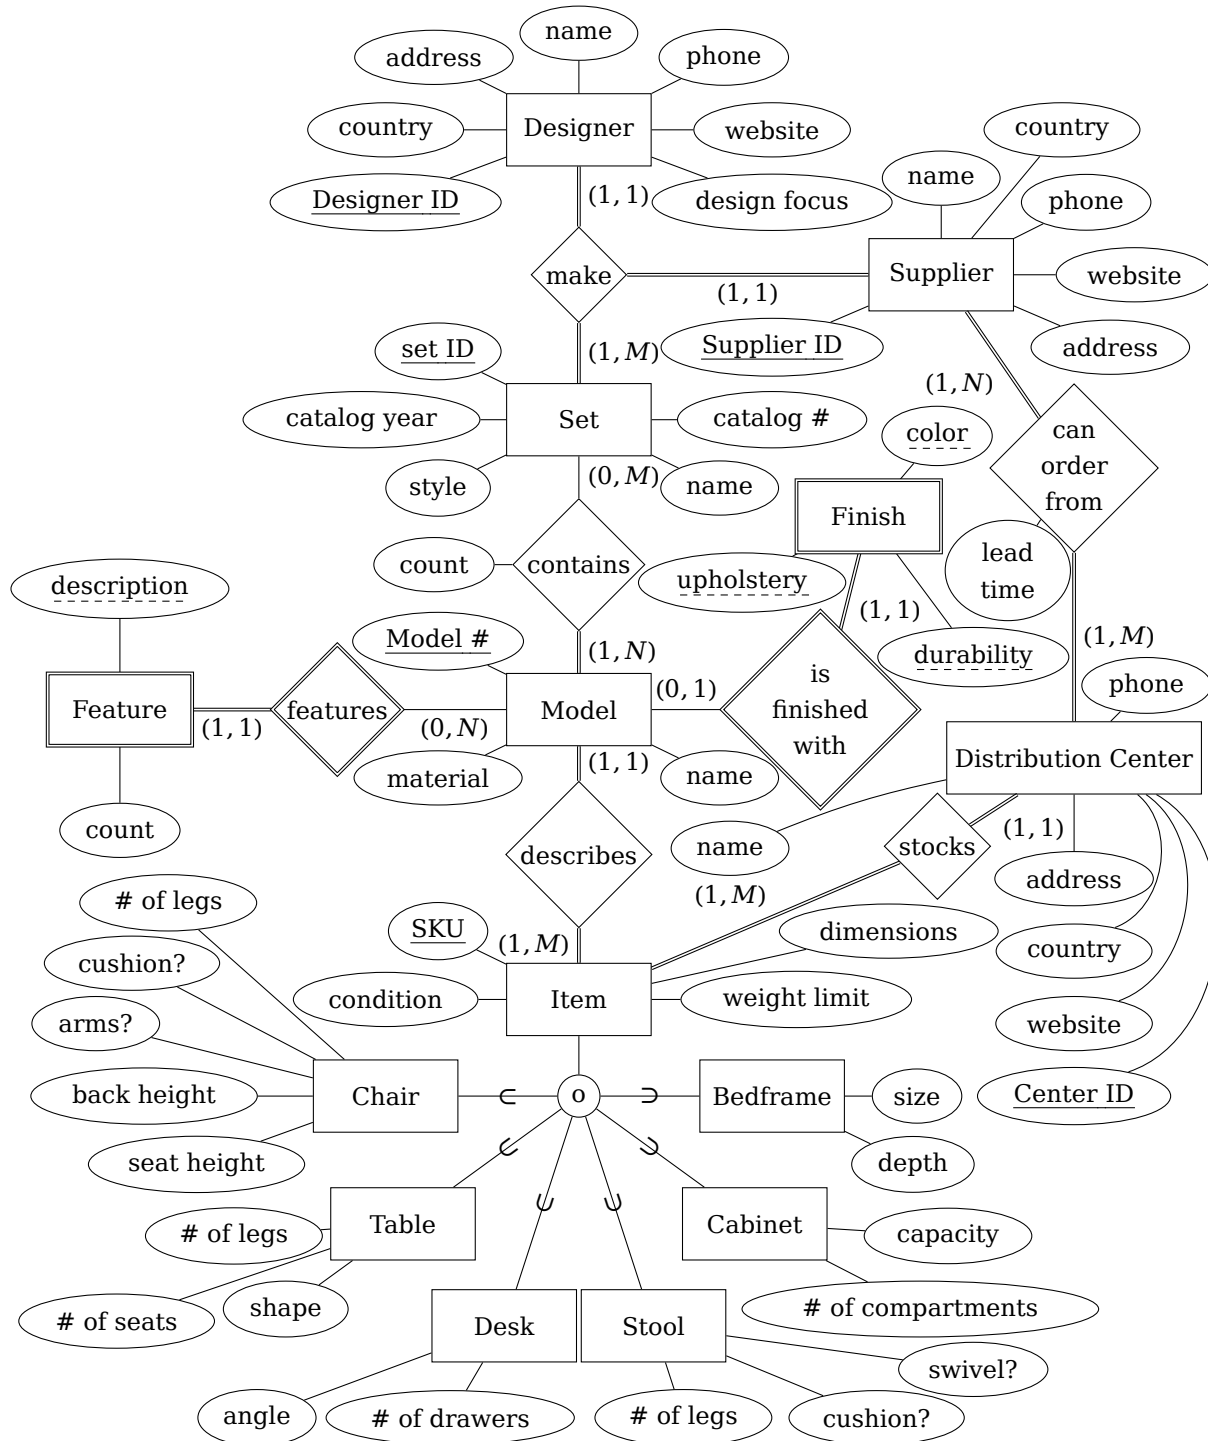 name
address
phone
country
Designer
website
country
name
Designer ID
(1, 1)
design focus
phone
make
Supplier
website
(1, 1)
set ID
(1, M)
Supplier ID
address
(1, N)
catalog year
Set
catalog #
color
can
order
from
style
(0, M)
name
Finish
count
contains
upholstery
(1, 1)
lead
time
description
Model #
(1, N)
durability
(1, M)
phone
Feature
(1, 1)
features
(0, N)
Model
(0, 1)
is
finished
with
material
(1, 1)
name
Distribution Center
count
describes
name
stocks
(1, 1)
address
(1, M)
# of legs
SKU
(1, M)
dimensions
country
cushion?
condition
Item
weight limit
arms?
website
back height
Chair
⊂
o
⊃
Bedframe
size
Center ID
seat height
∪
∪
depth
∪
∪
# of legs
Table
Cabinet
capacity
# of seats
shape
# of compartments
Desk
Stool
swivel?
angle
# of drawers
# of legs
cushion?